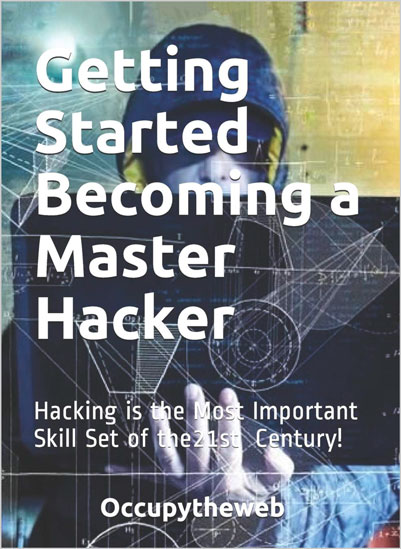 Getting
Started
Becoming a
Master
Hacker
Hacking is the Most Important
Skill Set of the21st  Century!
Occupytheweb